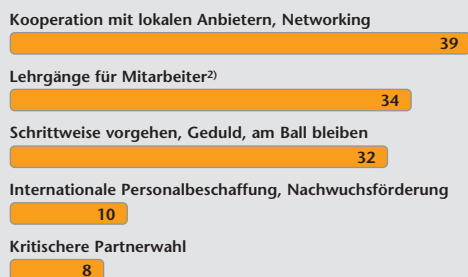 Kooperation mit lokalen Anbietern, Networking
39
Lehrgänge für Mitarbeiter2)
34
Schrittweise vorgehen, Geduld, am Ball bleiben
32
Internationale Personalbeschaffung, Nachwuchsförderung
10
Kritischere Partnerwahl
8